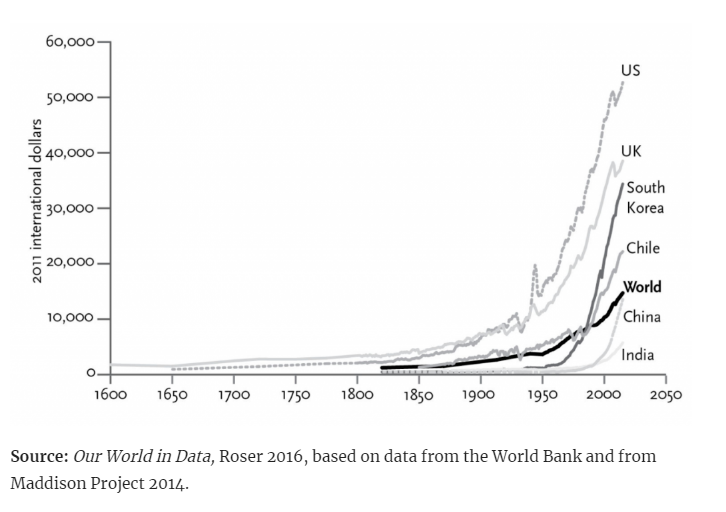 60,000
50,000
40,000
30,000
20,000
10,000
0
2011 international dollars
US
UK
South
Korea
Chile
World
China
India
1600 1650 1700 1750 1800 1850 1900 1950 2000 2050
Source: Our World in Data, Roser 2016, based on data from the World Bank and from
Maddison Project 2014.